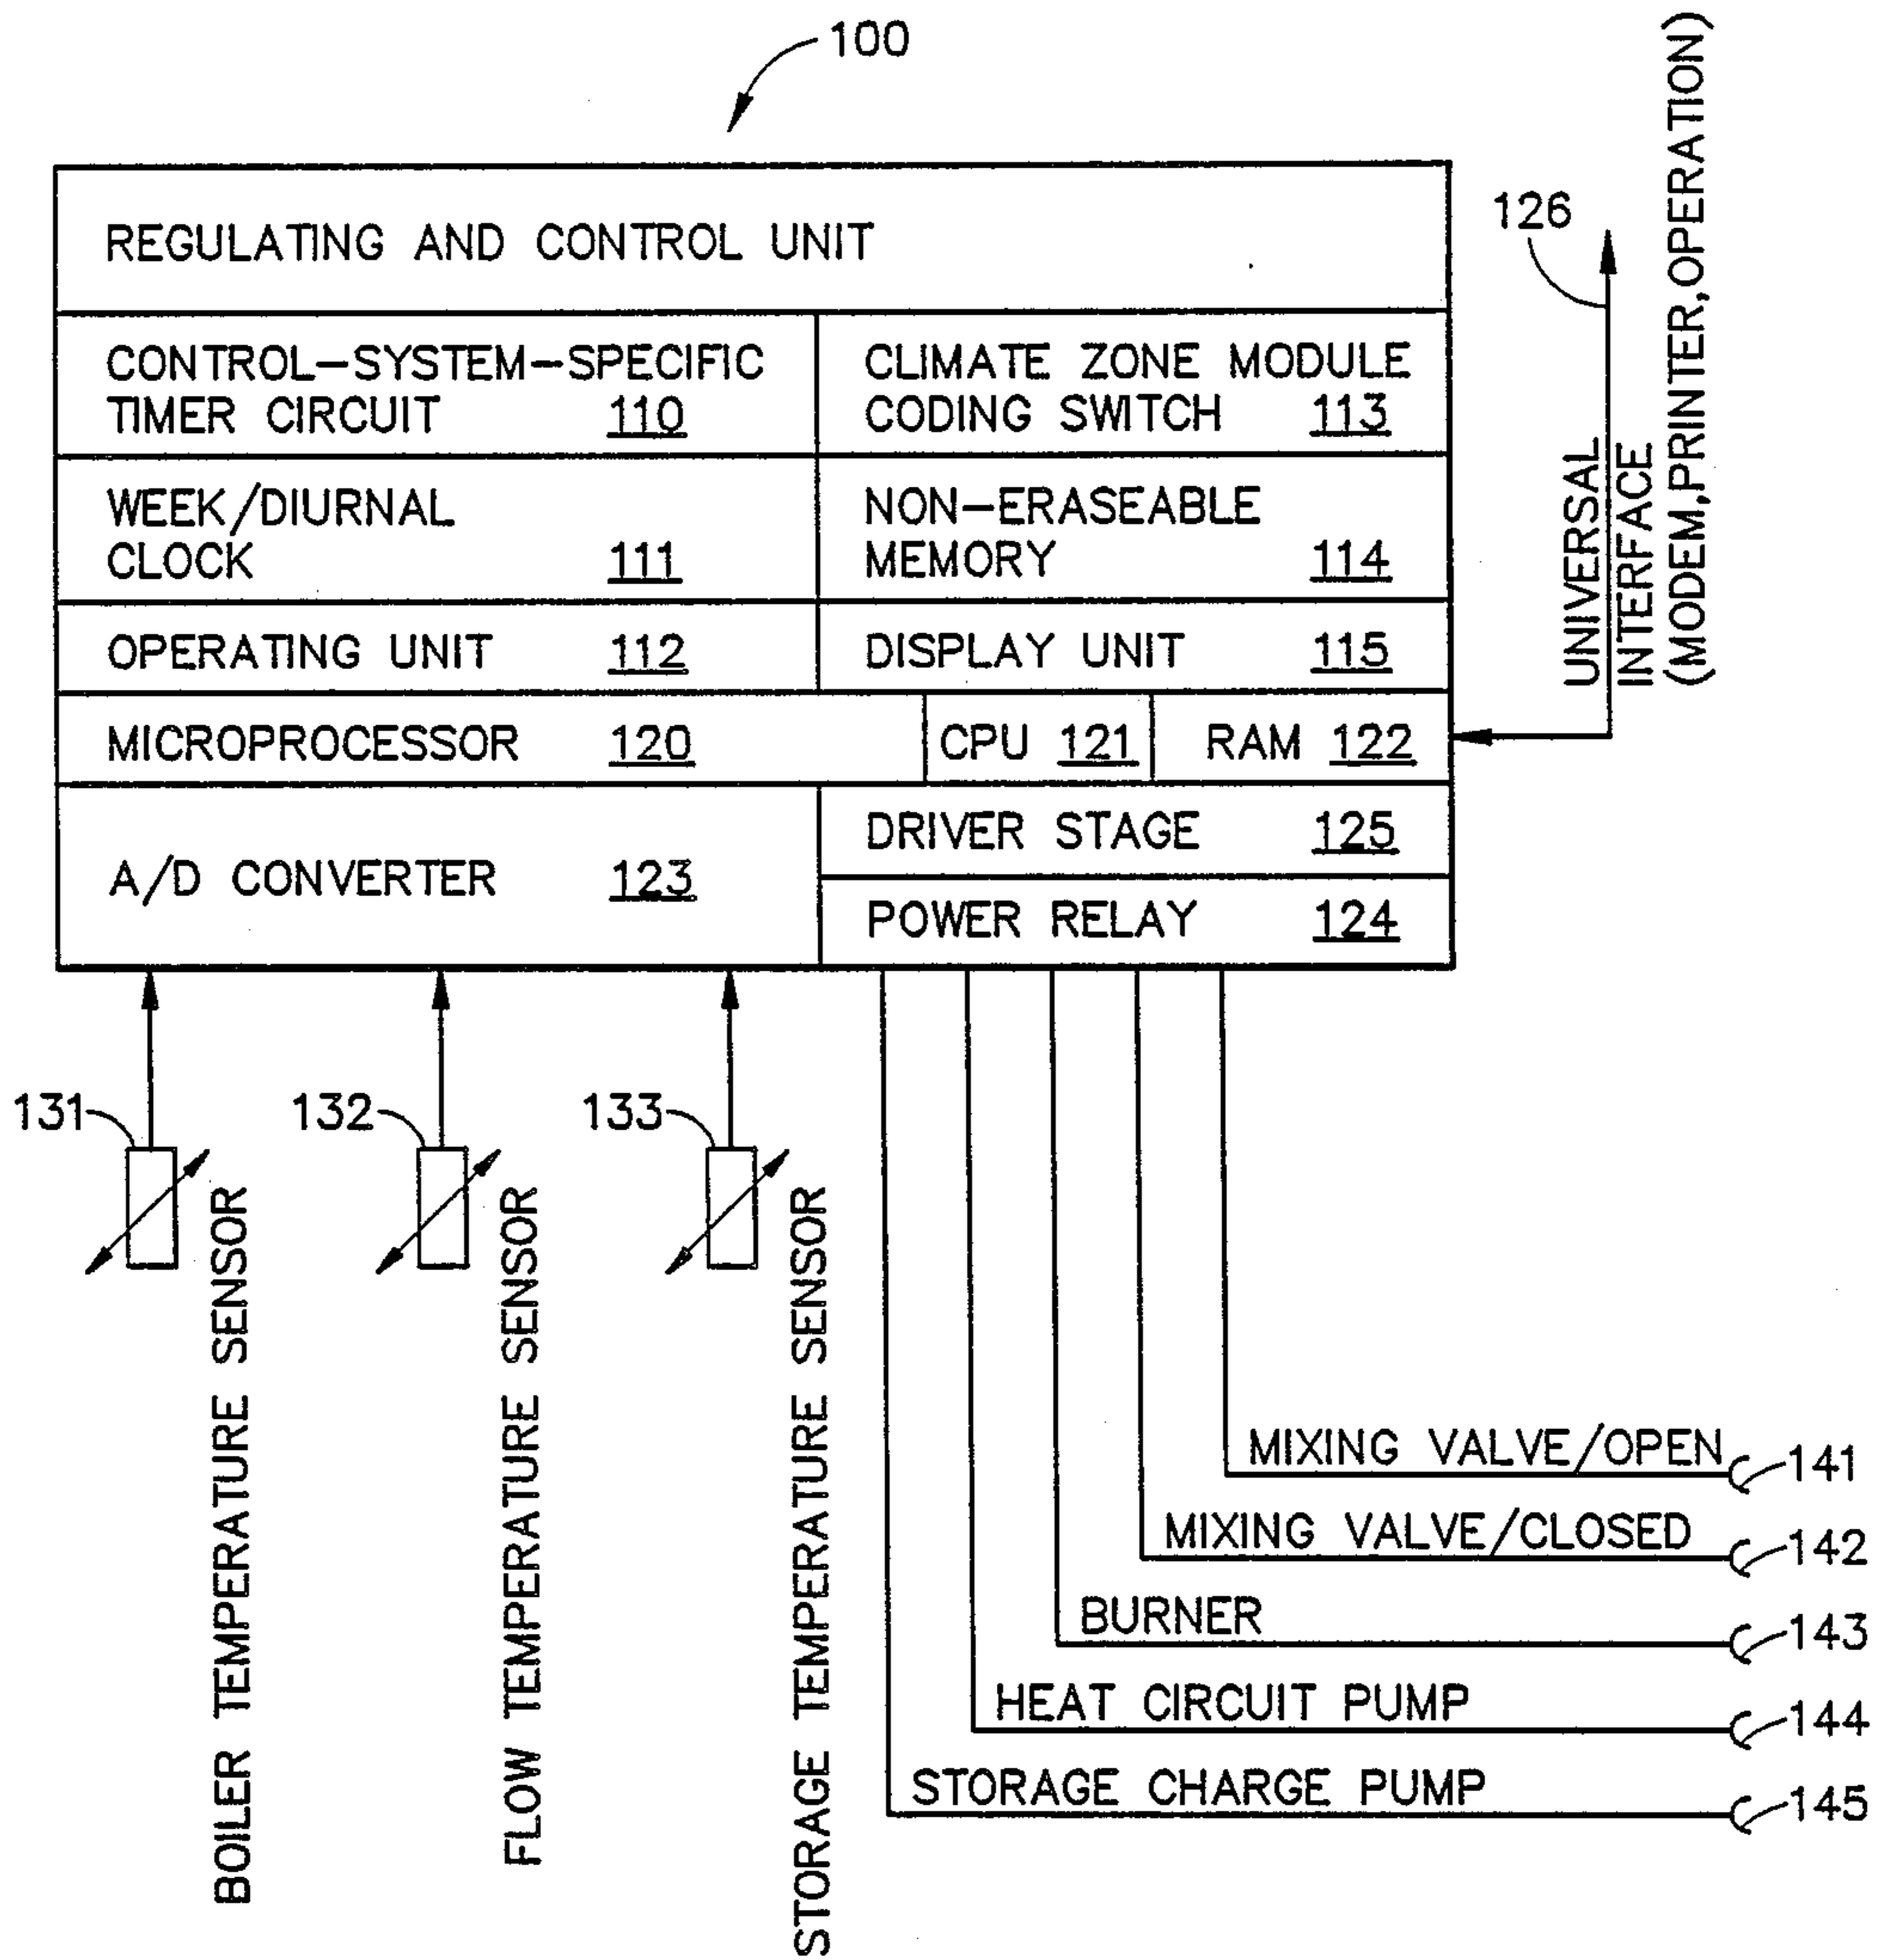 100
REGULATING AND CONTROL UNIT
CONTROL-SYSTEM-SPECIFIC
TIMER CIRCUIT 110
CLIMATE ZONE MODULE
CODING SWITCH 113
WEEK/DIURNAL
CLOCK 111
NON-ERASEABLE
MEMORY 114
OPERATING UNIT 112
DISPLAY UNIT 115
MICROPROCESSOR 120
CPU 121
RAM 122
A/D CONVERTER 123
DRIVER STAGE 125
POWER RELAY 124
126
UNIVERSAL
INTERFACE
(MODEM,PRINTER,OPERATION)
131
BOILER TEMPERATURE SENSOR
132
FLOW TEMPERATURE SENSOR
133
STORAGE TEMPERATURE SENSOR
MIXING VALVE/OPEN 141
MIXING VALVE/CLOSED 142
BURNER 143
HEAT CIRCUIT PUMP 144
STORAGE CHARGE PUMP 145